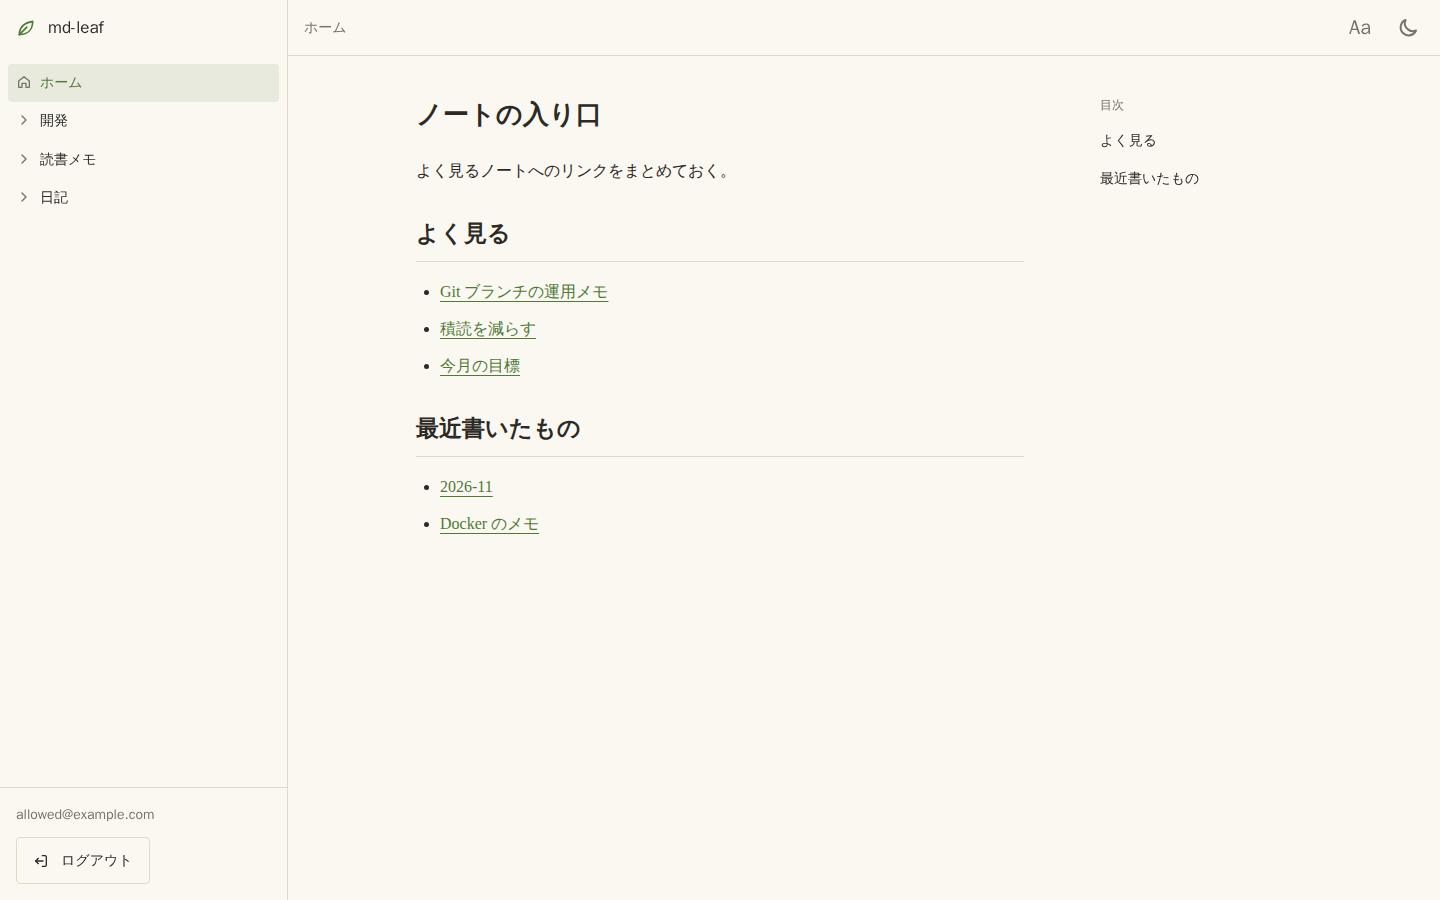 md-leaf
ホーム
開発
読書メモ
日記
allowed@example.com
ログアウト
ホーム
Aa
ノートの入り口
よく見るノートへのリンクをまとめておく。
よく見る
Git ブランチの運用メモ
積読を減らす
今月の目標
最近書いたもの
2026-11
Docker のメモ
目次
よく見る
最近書いたもの